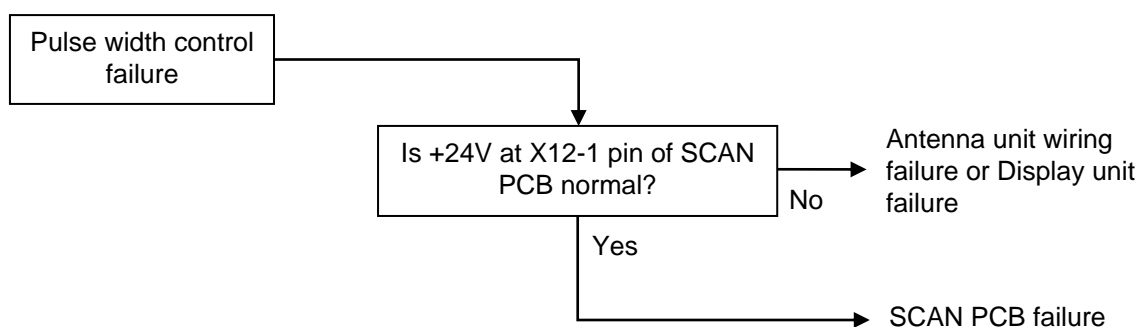 Pulse width control
failure
Is +24V at X12-1 pin of SCAN
PCB normal?
No
Antenna unit wiring
failure or Display unit
failure
Yes
SCAN PCB failure